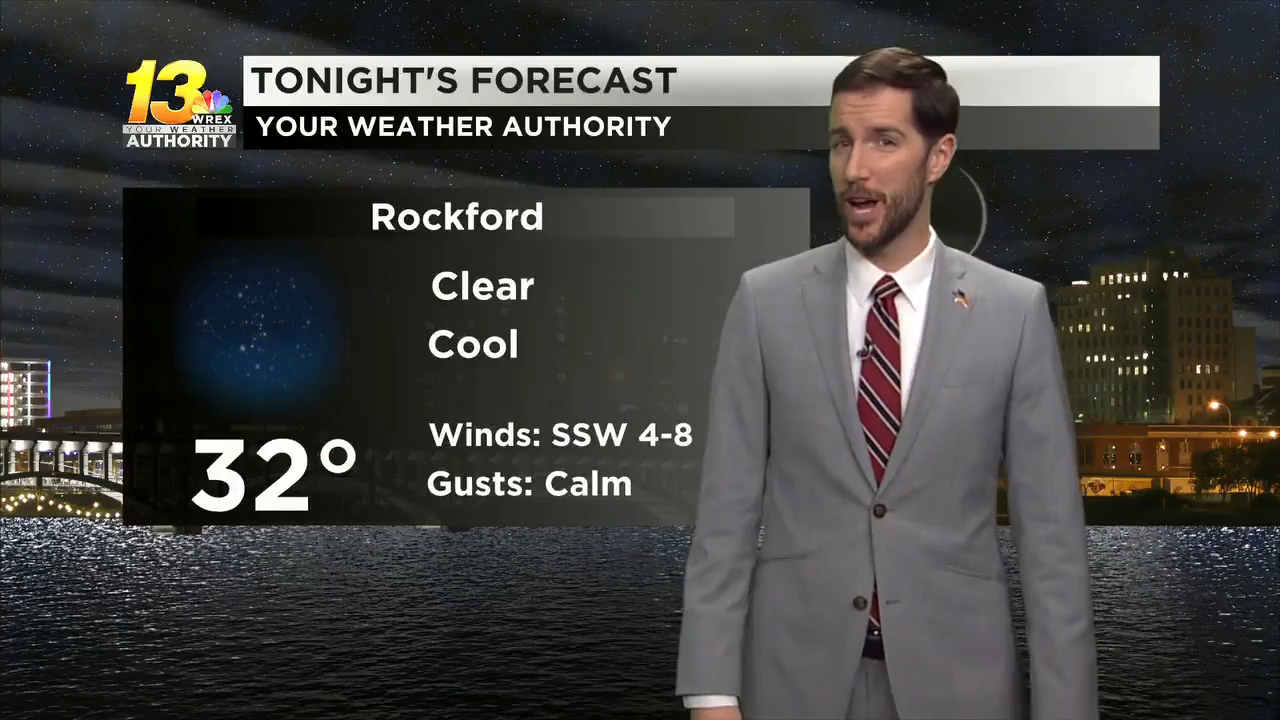 13
WREX
YOUR WEATHER
AUTHORITY
TONIGHT'S FORECAST
YOUR WEATHER AUTHORITY
Rockford
Clear
Cool
32°
Winds: SSW 4-8
Gusts: Calm